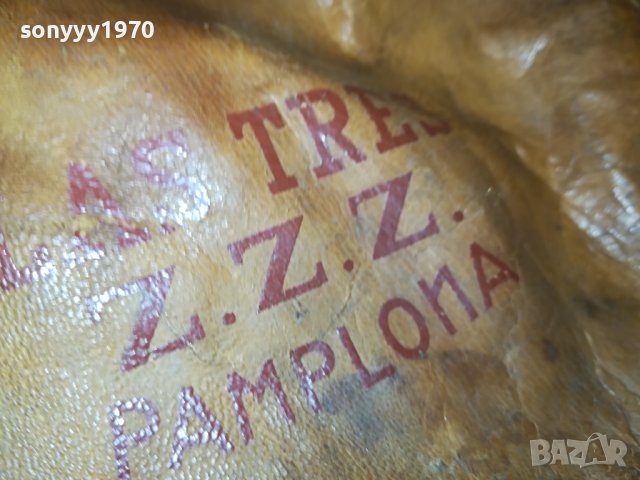 sonyyy1970
LAS TRES
Z.Z.Z.
PAMPLONA
BAZAR